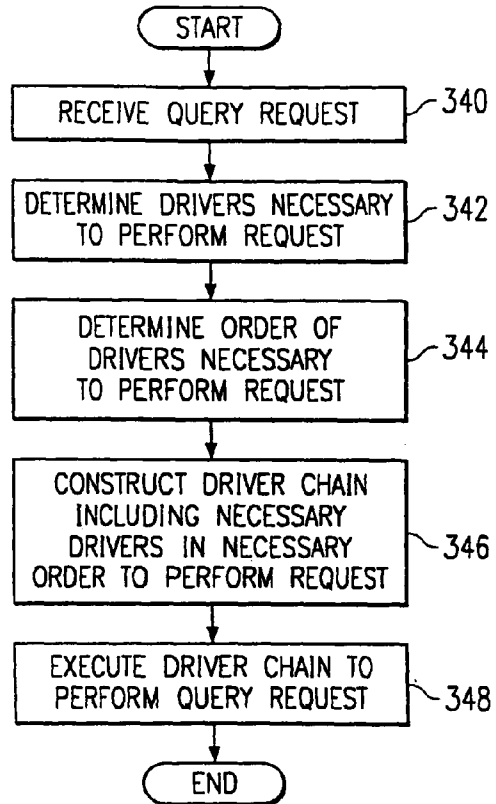 START
RECEIVE QUERY REQUEST
340
DETERMINE DRIVERS NECESSARY
TO PERFORM REQUEST
342
DETERMINE ORDER OF
DRIVERS NECESSARY
TO PERFORM REQUEST
344
CONSTRUCT DRIVER CHAIN
INCLUDING NECESSARY
DRIVERS IN NECESSARY
ORDER TO PERFORM REQUEST
346
EXECUTE DRIVER CHAIN TO
PERFORM QUERY REQUEST
348
END